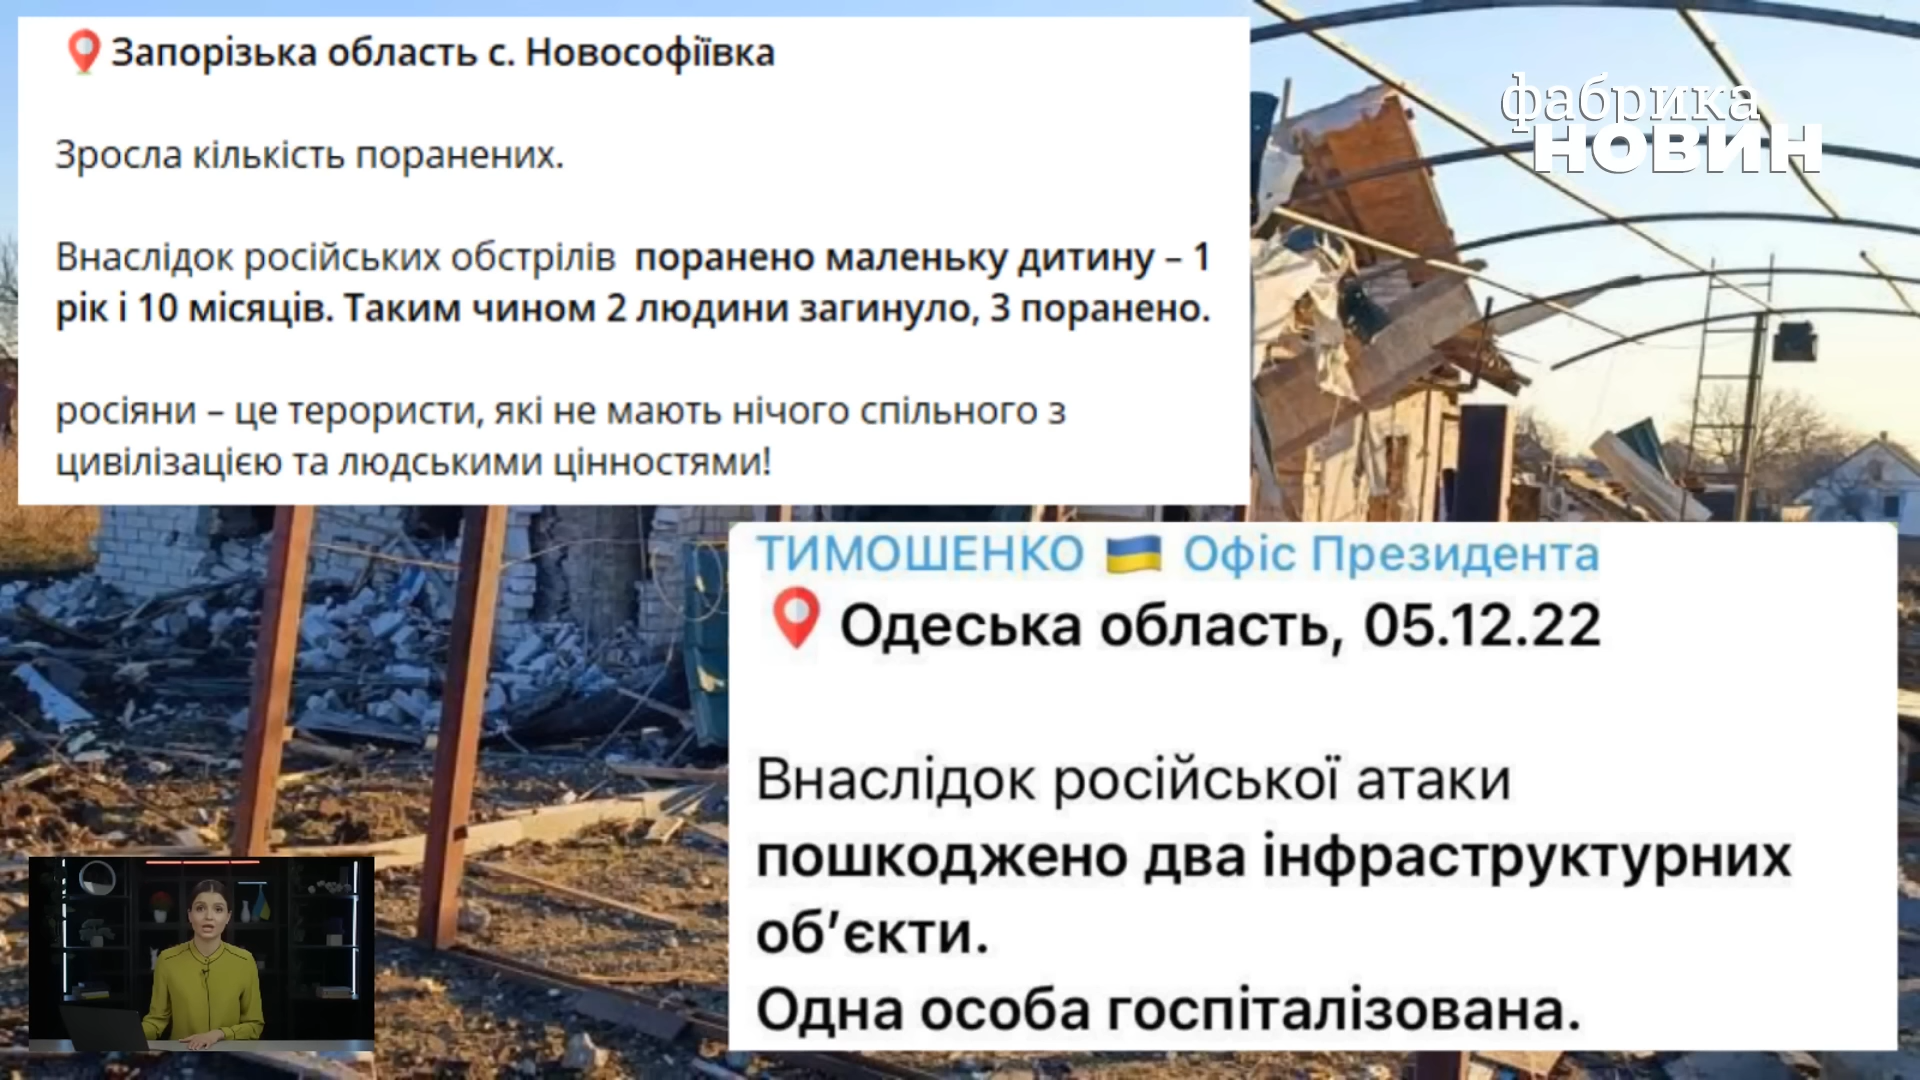 Запорізька область с. Новософіївка
Зросла кількість поранених.
Внаслідок російських обстрілів поранено маленьку дитину – 1
рік і 10 місяців. Таким чином 2 людини загинуло, 3 поранено.
росіяни – це терористи, які не мають нічого спільного з
цивілізацією та людськими цінностями!
фабрика
новин
ТИМОШЕНКО 🇺🇦 Офіс Президента
Одеська область, 05.12.22
Внаслідок російської атаки
пошкоджено два інфраструктурних
об’єкти.
Одна особа госпіталізована.